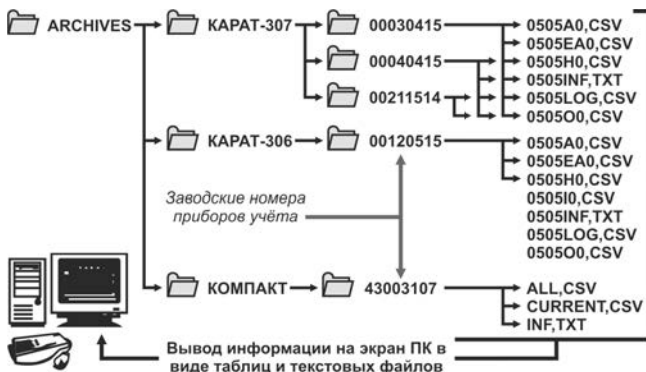 ARCHIVES
КАРАТ-307
00030415
0505A0,CSV
0505EA0,CSV
00040415
0505H0,CSV
0505INF,TXT
00211514
0505LOG,CSV
0505O0,CSV
КАРАТ-306
00120515
0505A0,CSV
0505EA0,CSV
0505H0,CSV
0505I0,CSV
0505INF,TXT
0505LOG,CSV
0505O0,CSV
Заводские номера
приборов учёта
КОМПАКТ
43003107
ALL,CSV
CURRENT,CSV
INF,TXT
Вывод информации на экран ПК в
виде таблиц и текстовых файлов